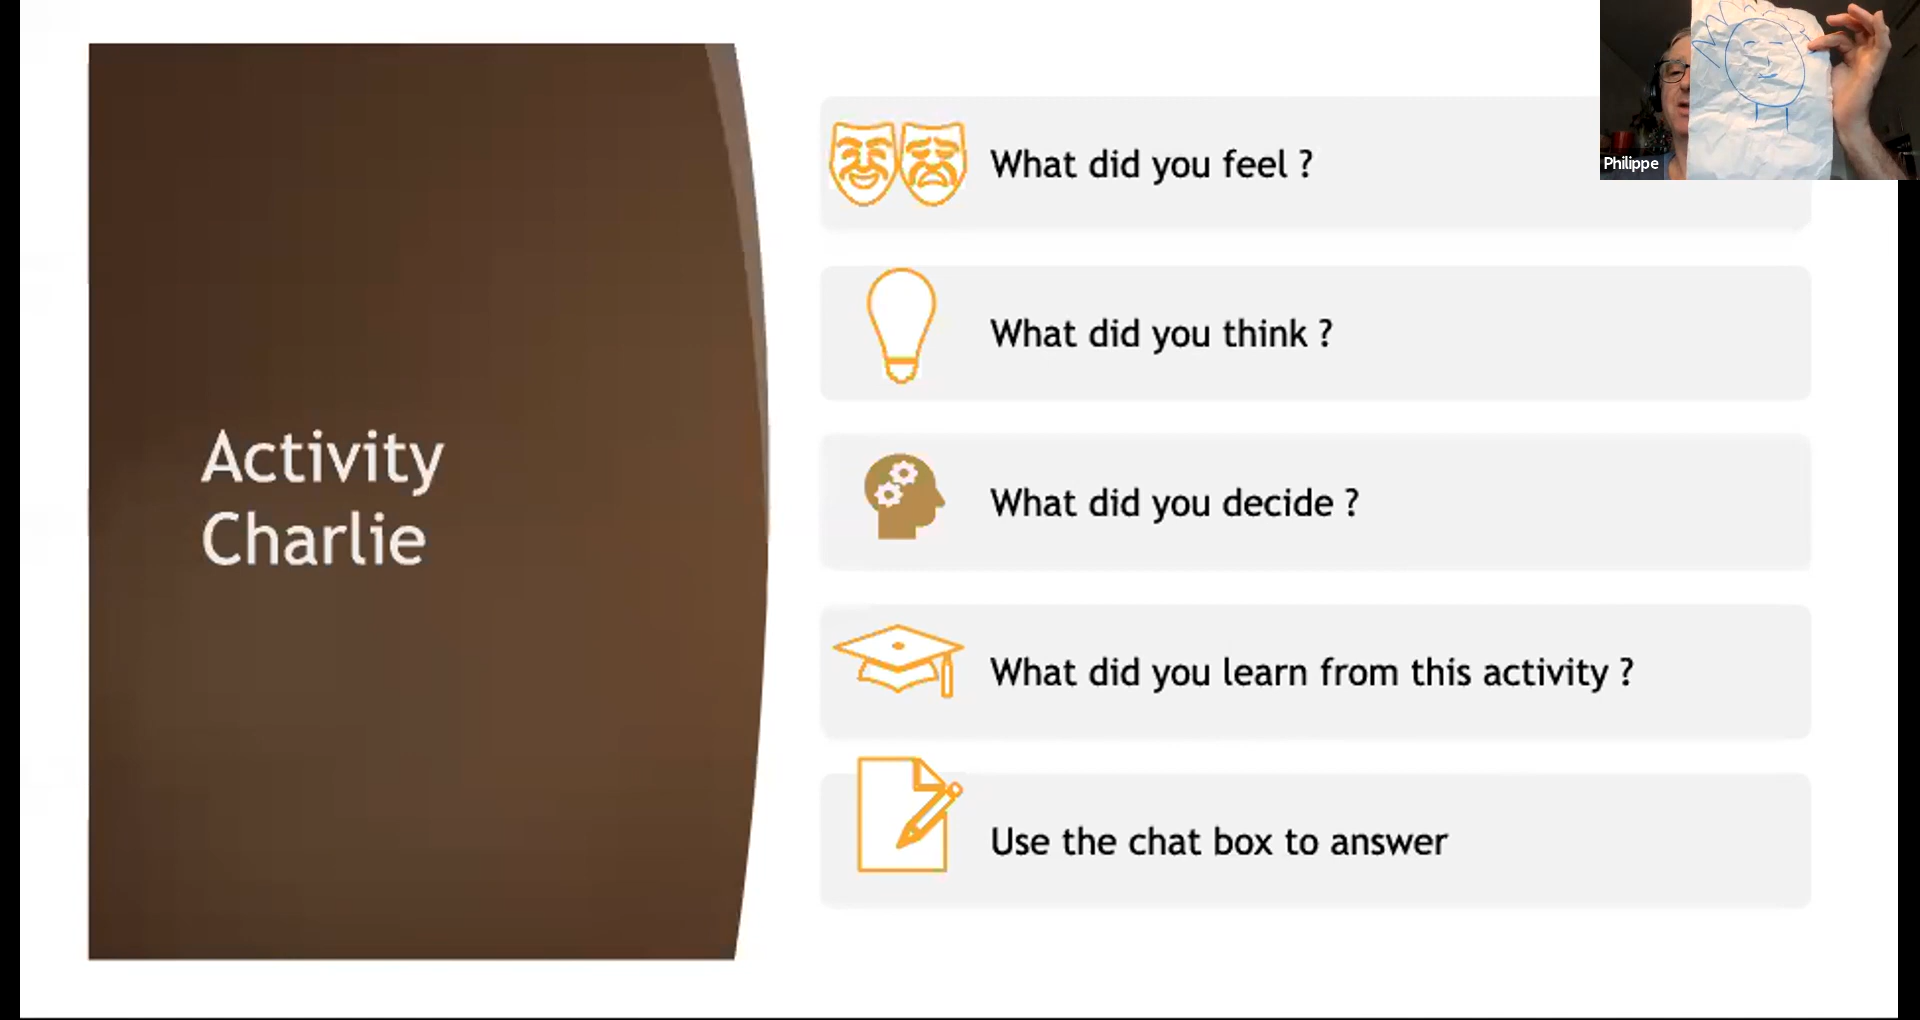 Activity
Charlie
What did you feel ?
What did you think ?
What did you decide ?
What did you learn from this activity ?
Use the chat box to answer
Philippe